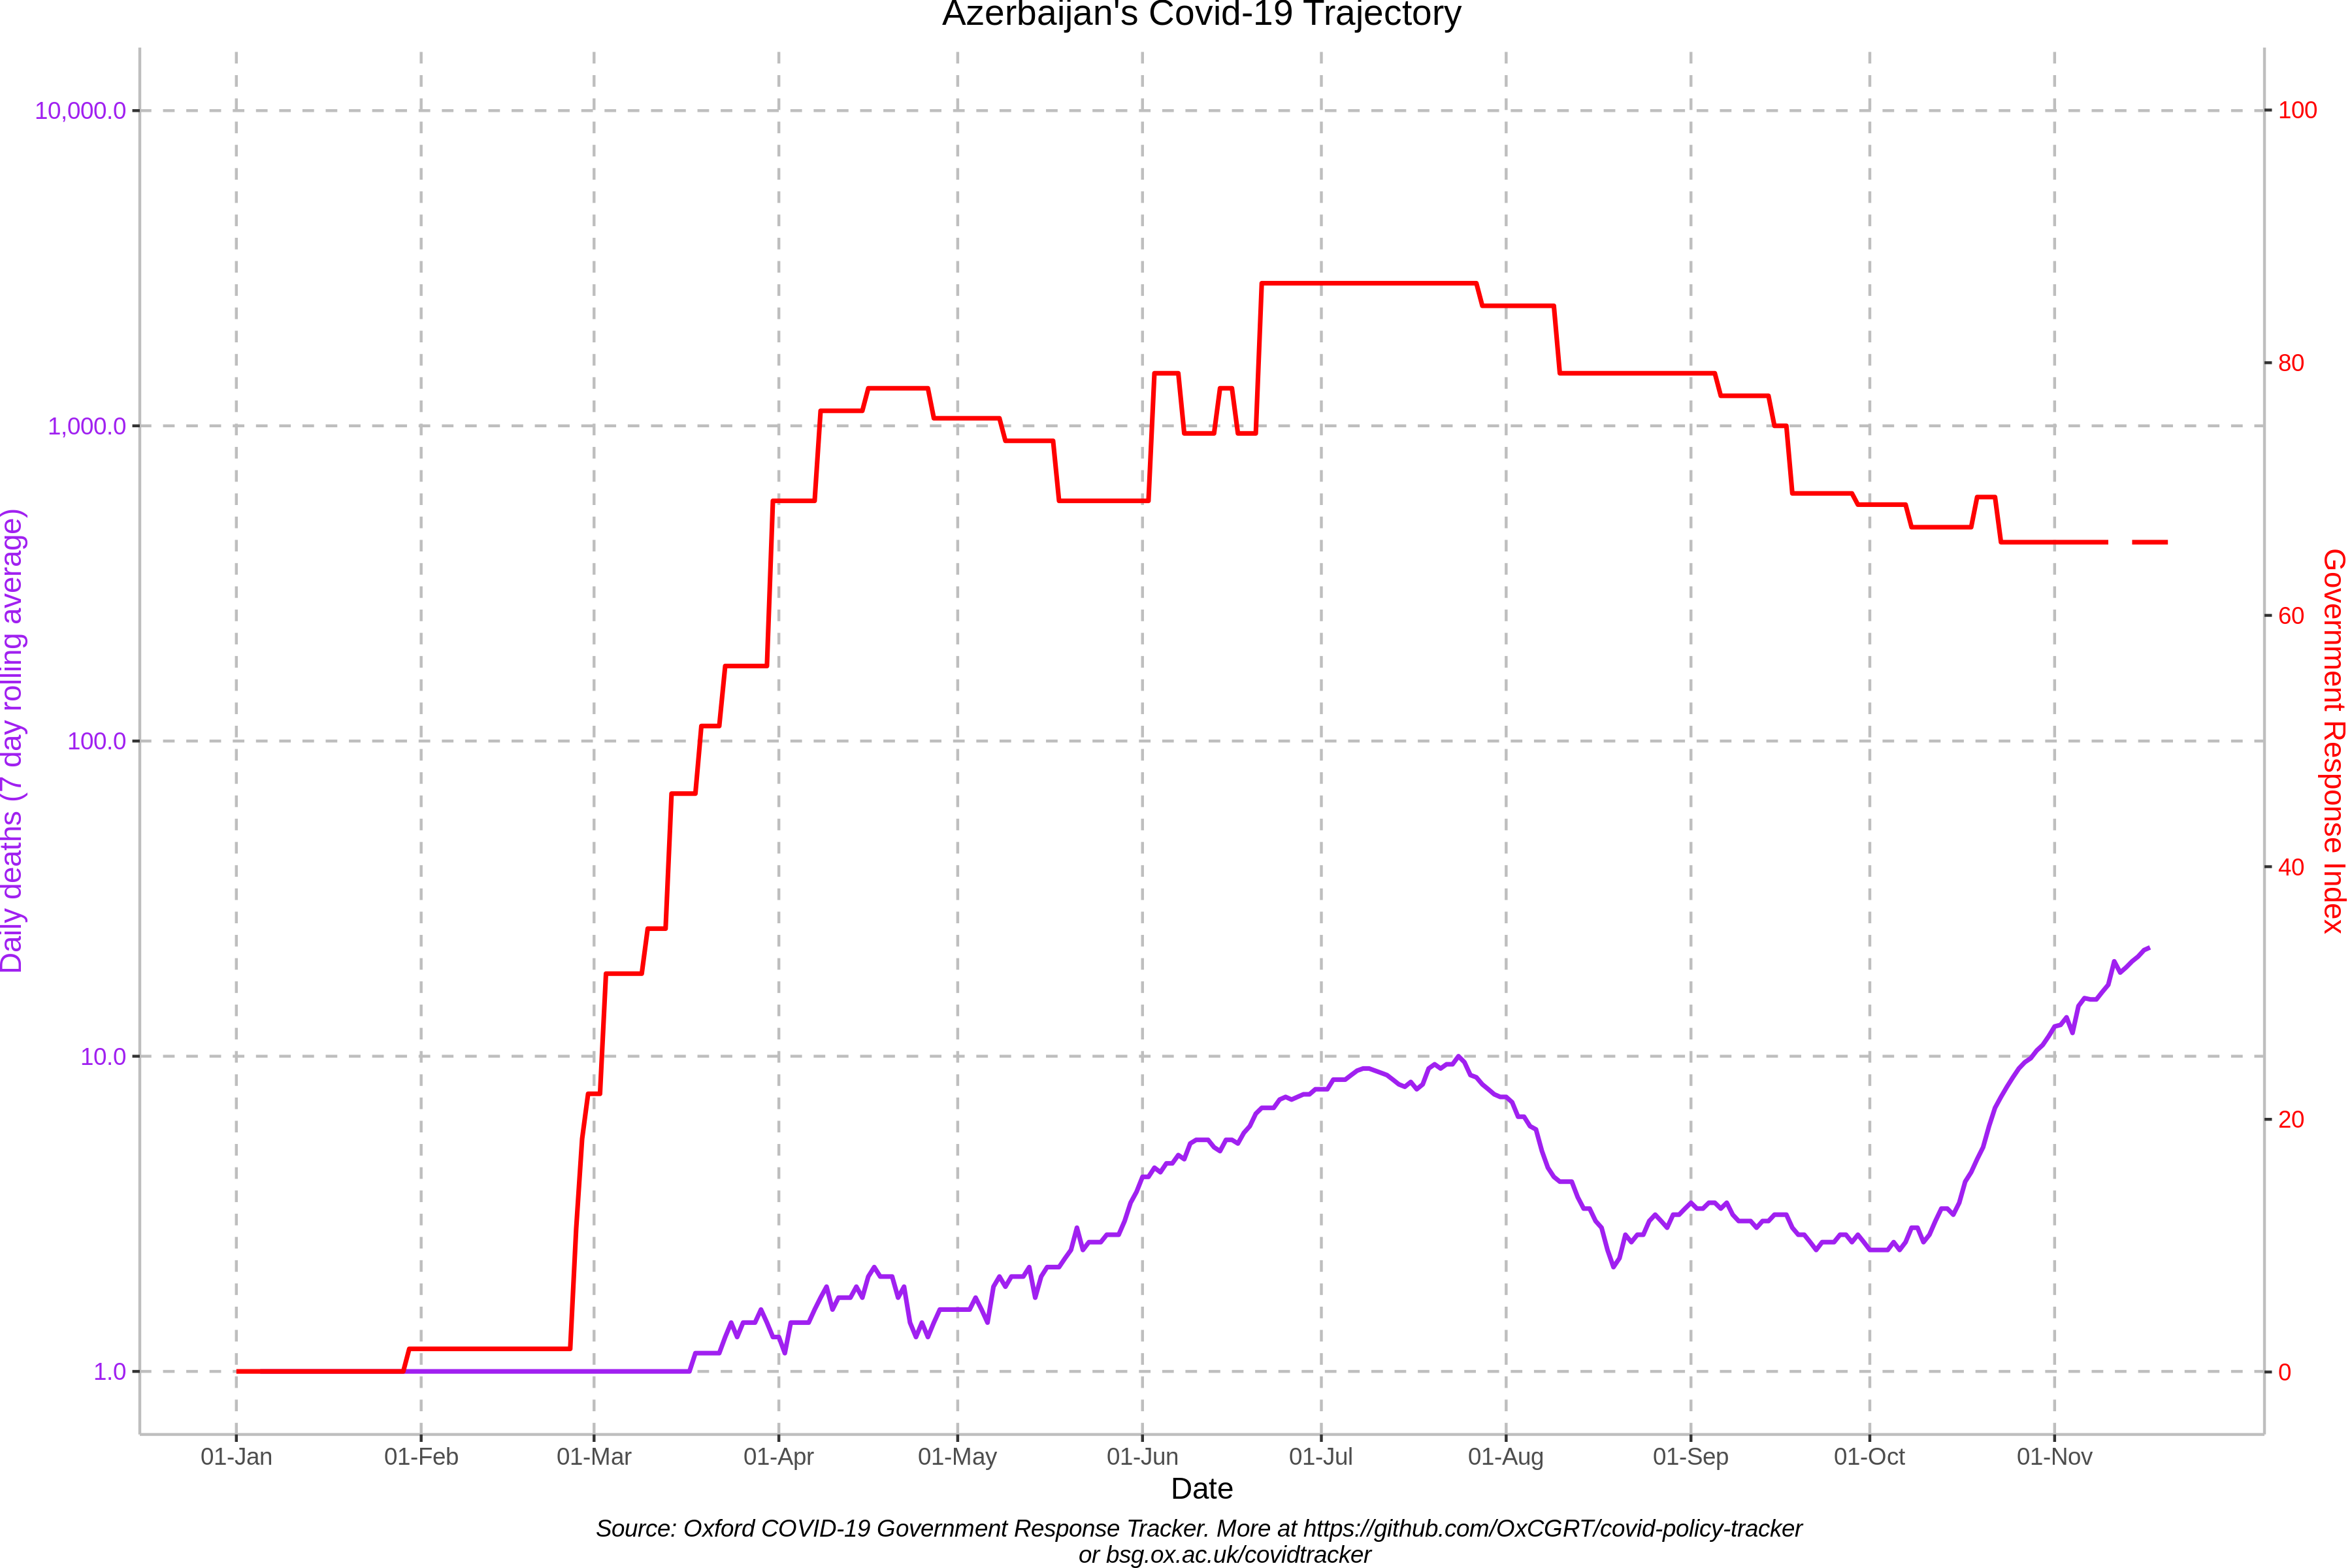 Azerbaijan's Covid-19 Trajectory
10,000.0
1,000.0
100.0
10.0
1.0
Daily deaths (7 day rolling average)
100
80
60
40
20
0
Government Response Index
01-Jan 01-Feb 01-Mar 01-Apr 01-May 01-Jun 01-Jul 01-Aug 01-Sep 01-Oct 01-Nov
Date
Source: Oxford COVID-19 Government Response Tracker. More at https://github.com/OxCGRT/covid-policy-tracker
or bsg.ox.ac.uk/covidtracker